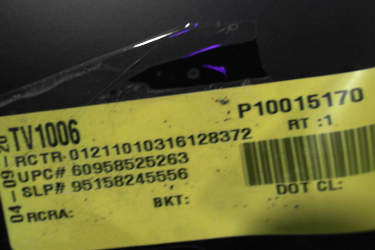 TV1006
P10015170
RCTR-01211010316128372
RT :1
UPC# 60958525263
SLP# 95158245556
DOT CL:
RCRA:
BKT: